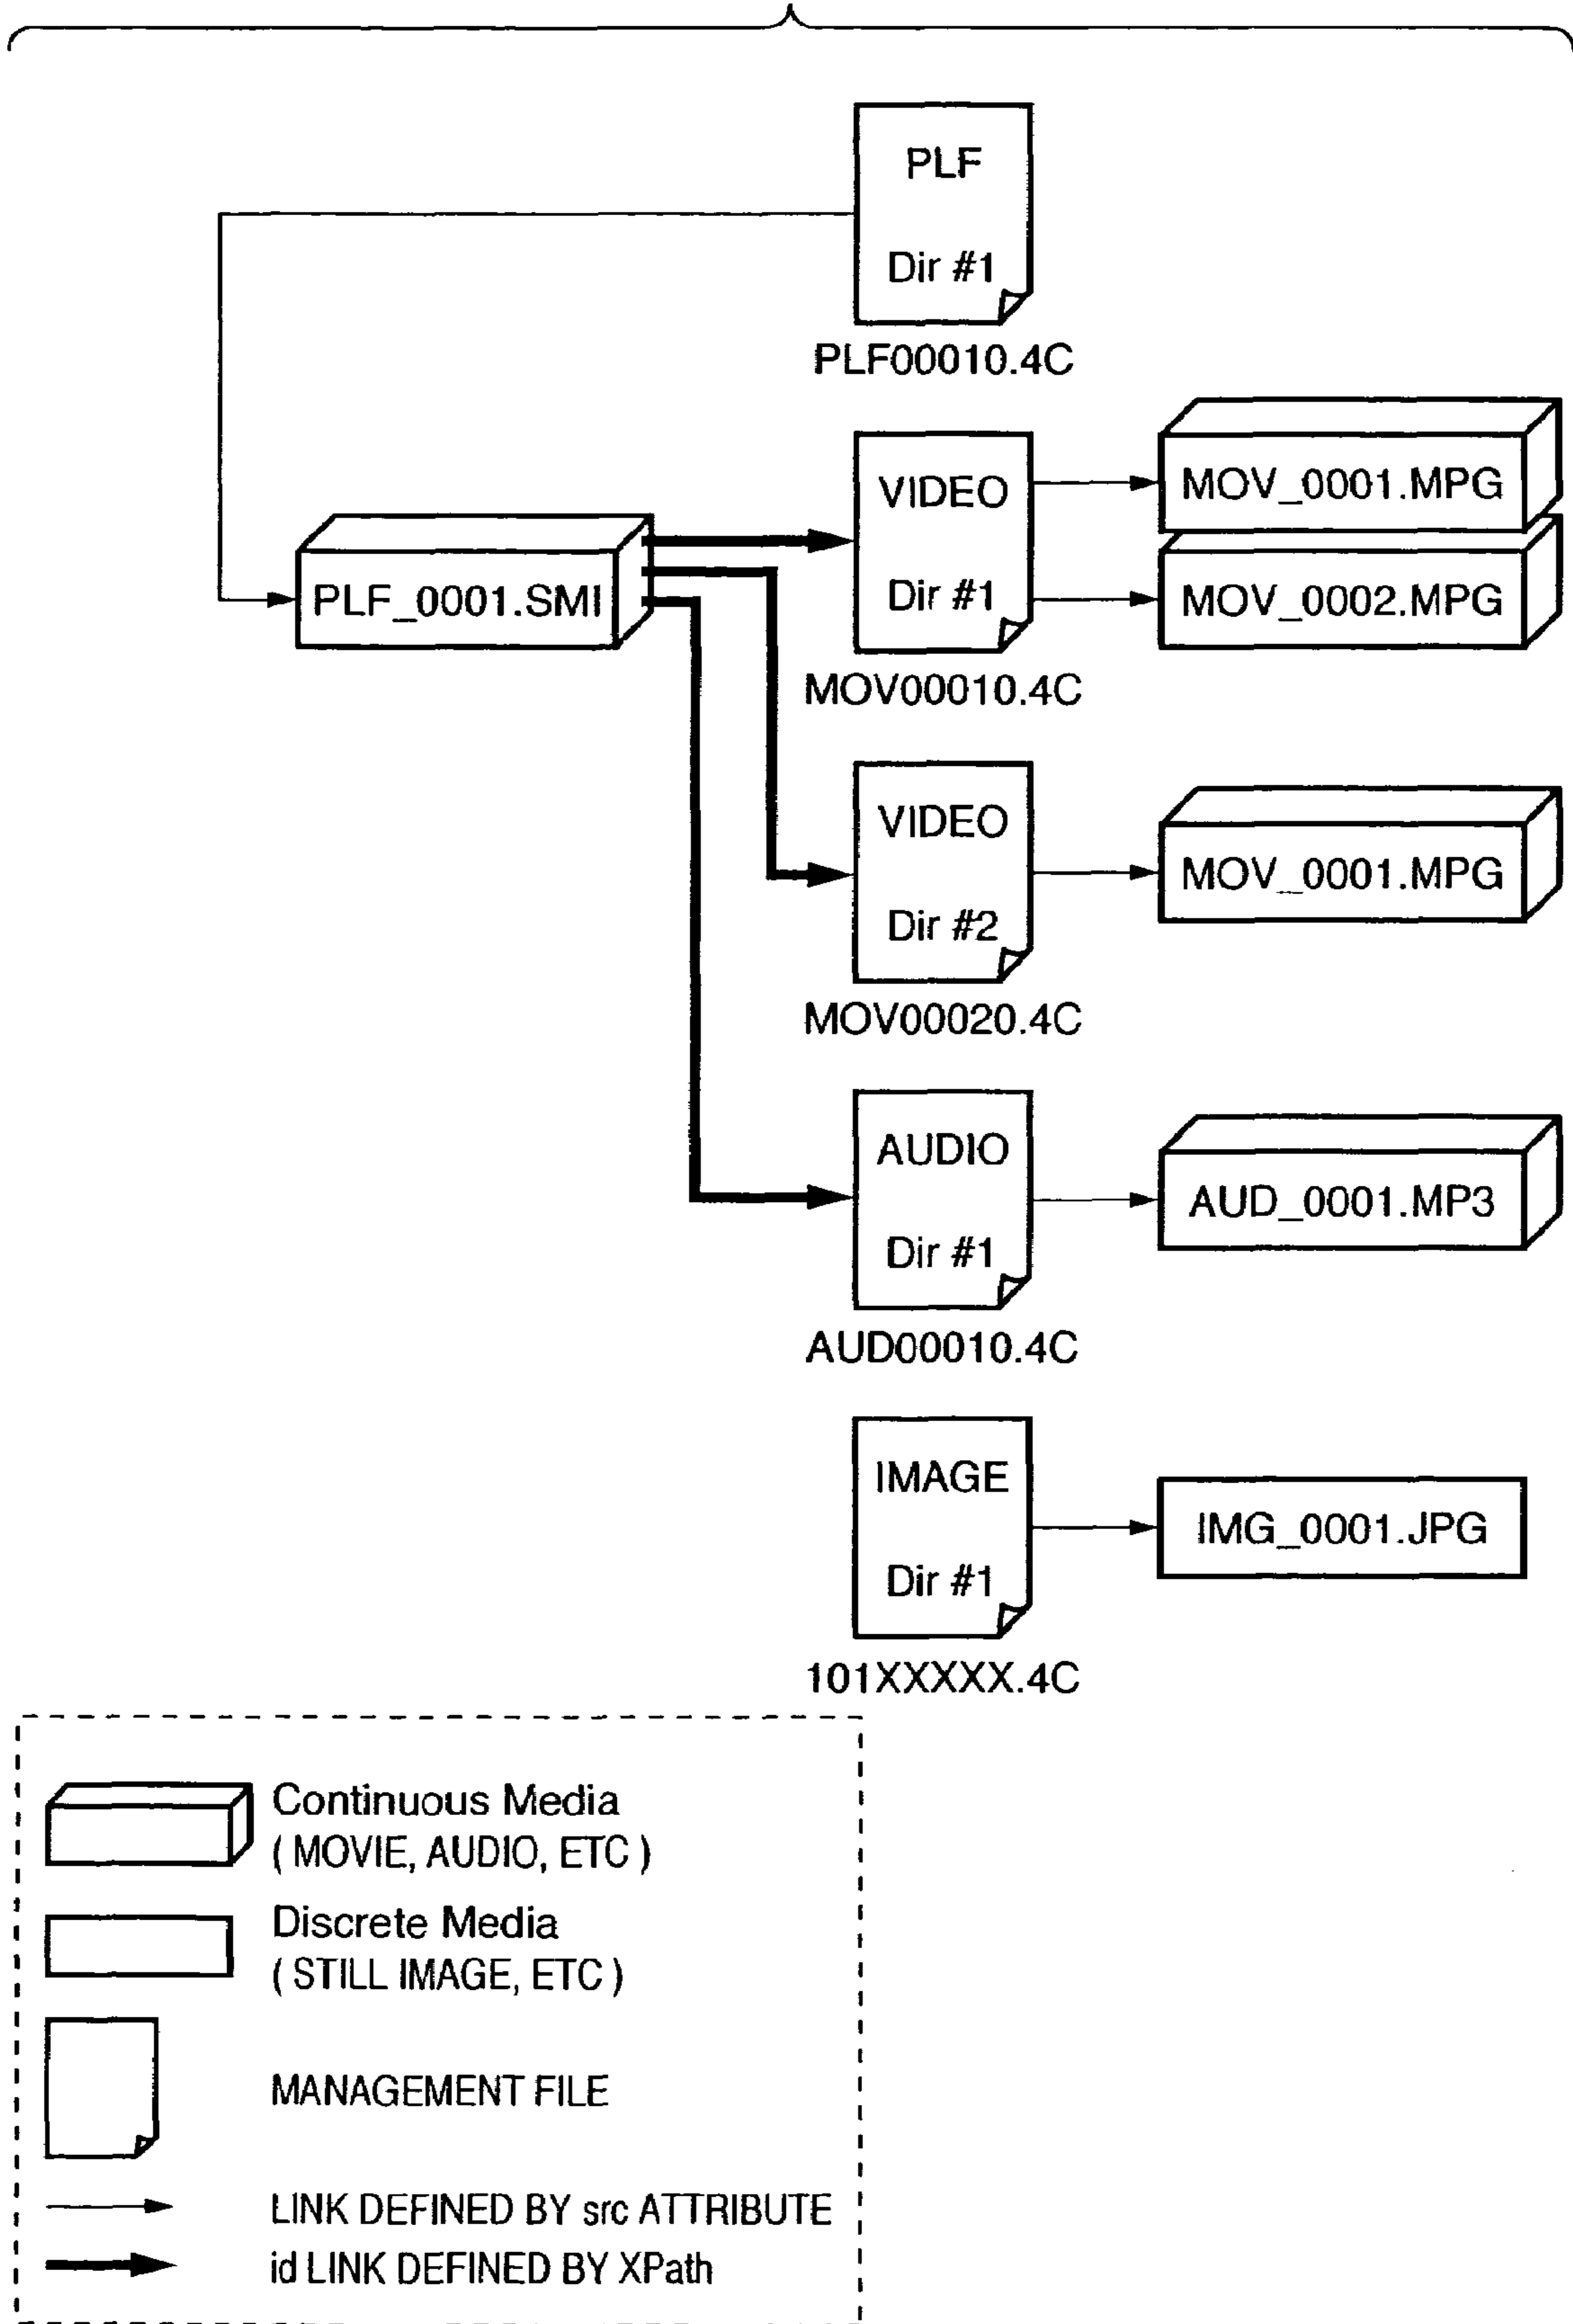 PLF
Dir #1
PLF00010.4C
VIDEO
Dir #1
MOV00010.4C
MOV_0001.MPG
MOV_0002.MPG
PLF_0001.SMI
VIDEO
Dir #2
MOV00020.4C
MOV_0001.MPG
AUDIO
Dir #1
AUD00010.4C
AUD_0001.MP3
IMAGE
Dir #1
101XXXXX.4C
IMG_0001.JPG
Continuous Media
( MOVIE, AUDIO, ETC )
Discrete Media
( STILL IMAGE, ETC )
MANAGEMENT FILE
LINK DEFINED BY src ATTRIBUTE
id LINK DEFINED BY XPath